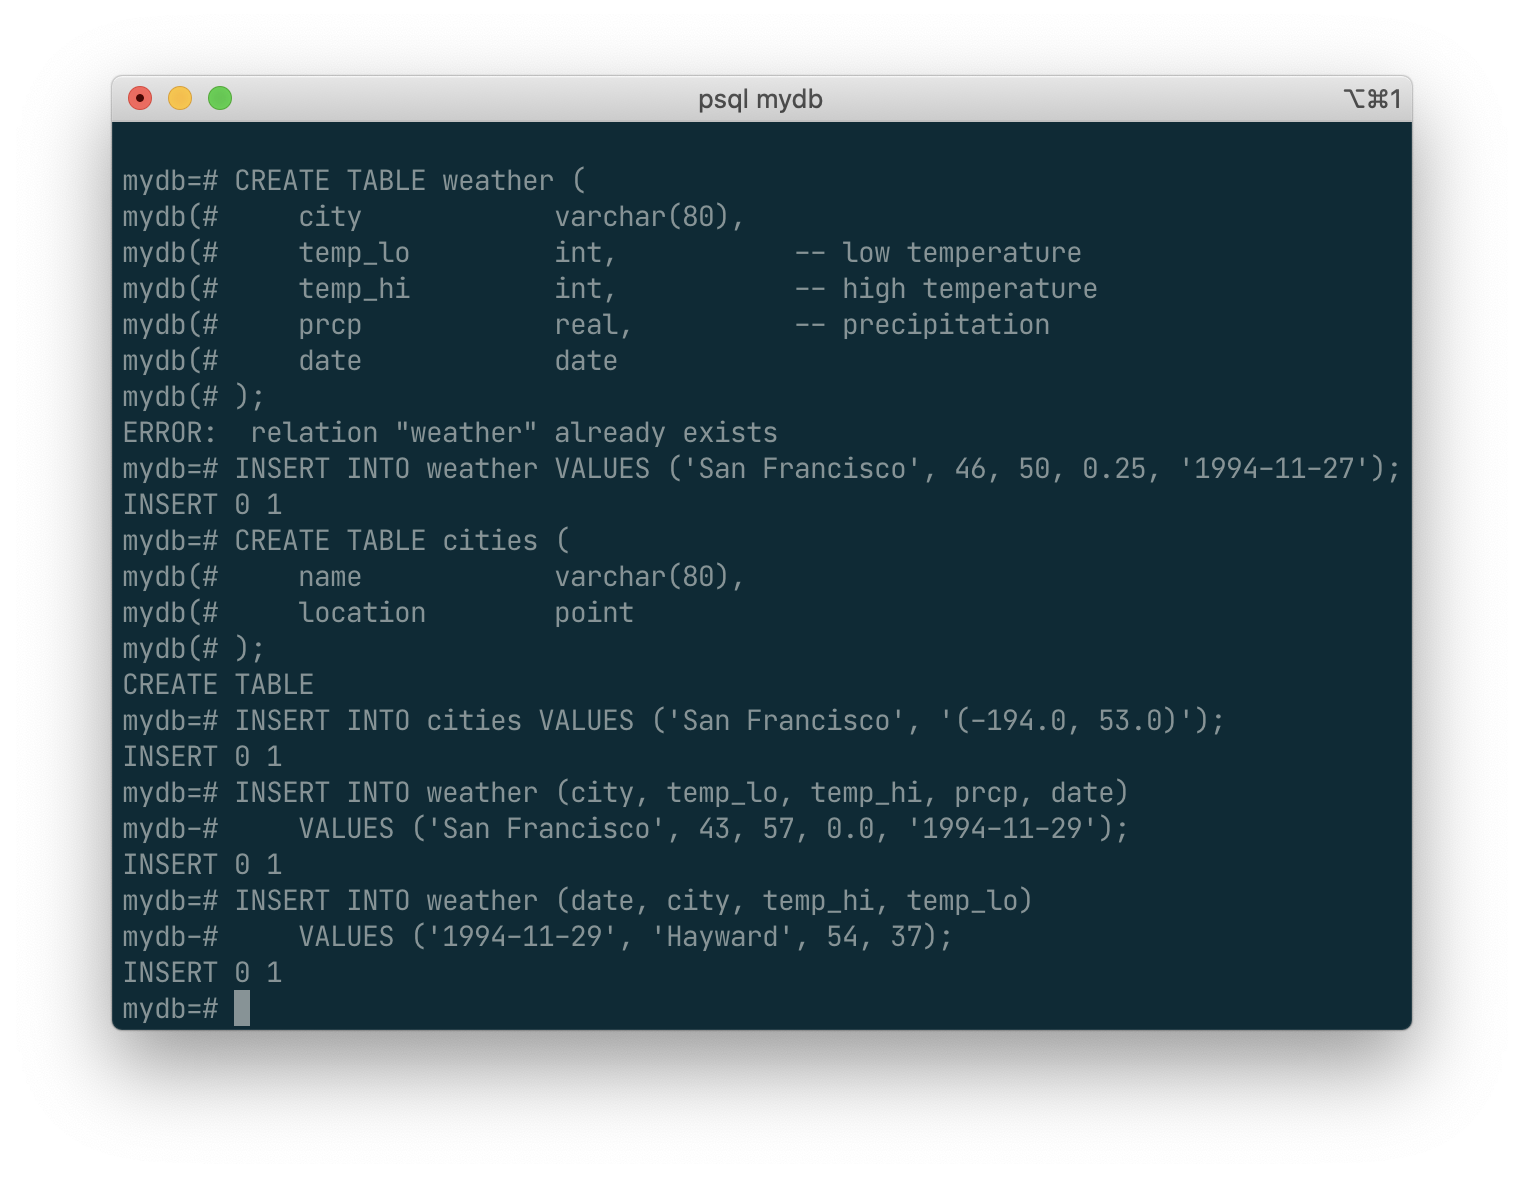 psql mydb
⌥⌘1
mydb=# CREATE TABLE weather (
mydb(#     city            varchar(80),
mydb(#     temp_lo         int,           -- low temperature
mydb(#     temp_hi         int,           -- high temperature
mydb(#     prcp            real,          -- precipitation
mydb(#     date            date
mydb(# );
ERROR:  relation "weather" already exists
mydb=# INSERT INTO weather VALUES ('San Francisco', 46, 50, 0.25, '1994-11-27');
INSERT 0 1
mydb=# CREATE TABLE cities (
mydb(#     name            varchar(80),
mydb(#     location        point
mydb(# );
CREATE TABLE
mydb=# INSERT INTO cities VALUES ('San Francisco', '(-194.0, 53.0)');
INSERT 0 1
mydb=# INSERT INTO weather (city, temp_lo, temp_hi, prcp, date)
mydb-#     VALUES ('San Francisco', 43, 57, 0.0, '1994-11-29');
INSERT 0 1
mydb=# INSERT INTO weather (date, city, temp_hi, temp_lo)
mydb-#     VALUES ('1994-11-29', 'Hayward', 54, 37);
INSERT 0 1
mydb=#